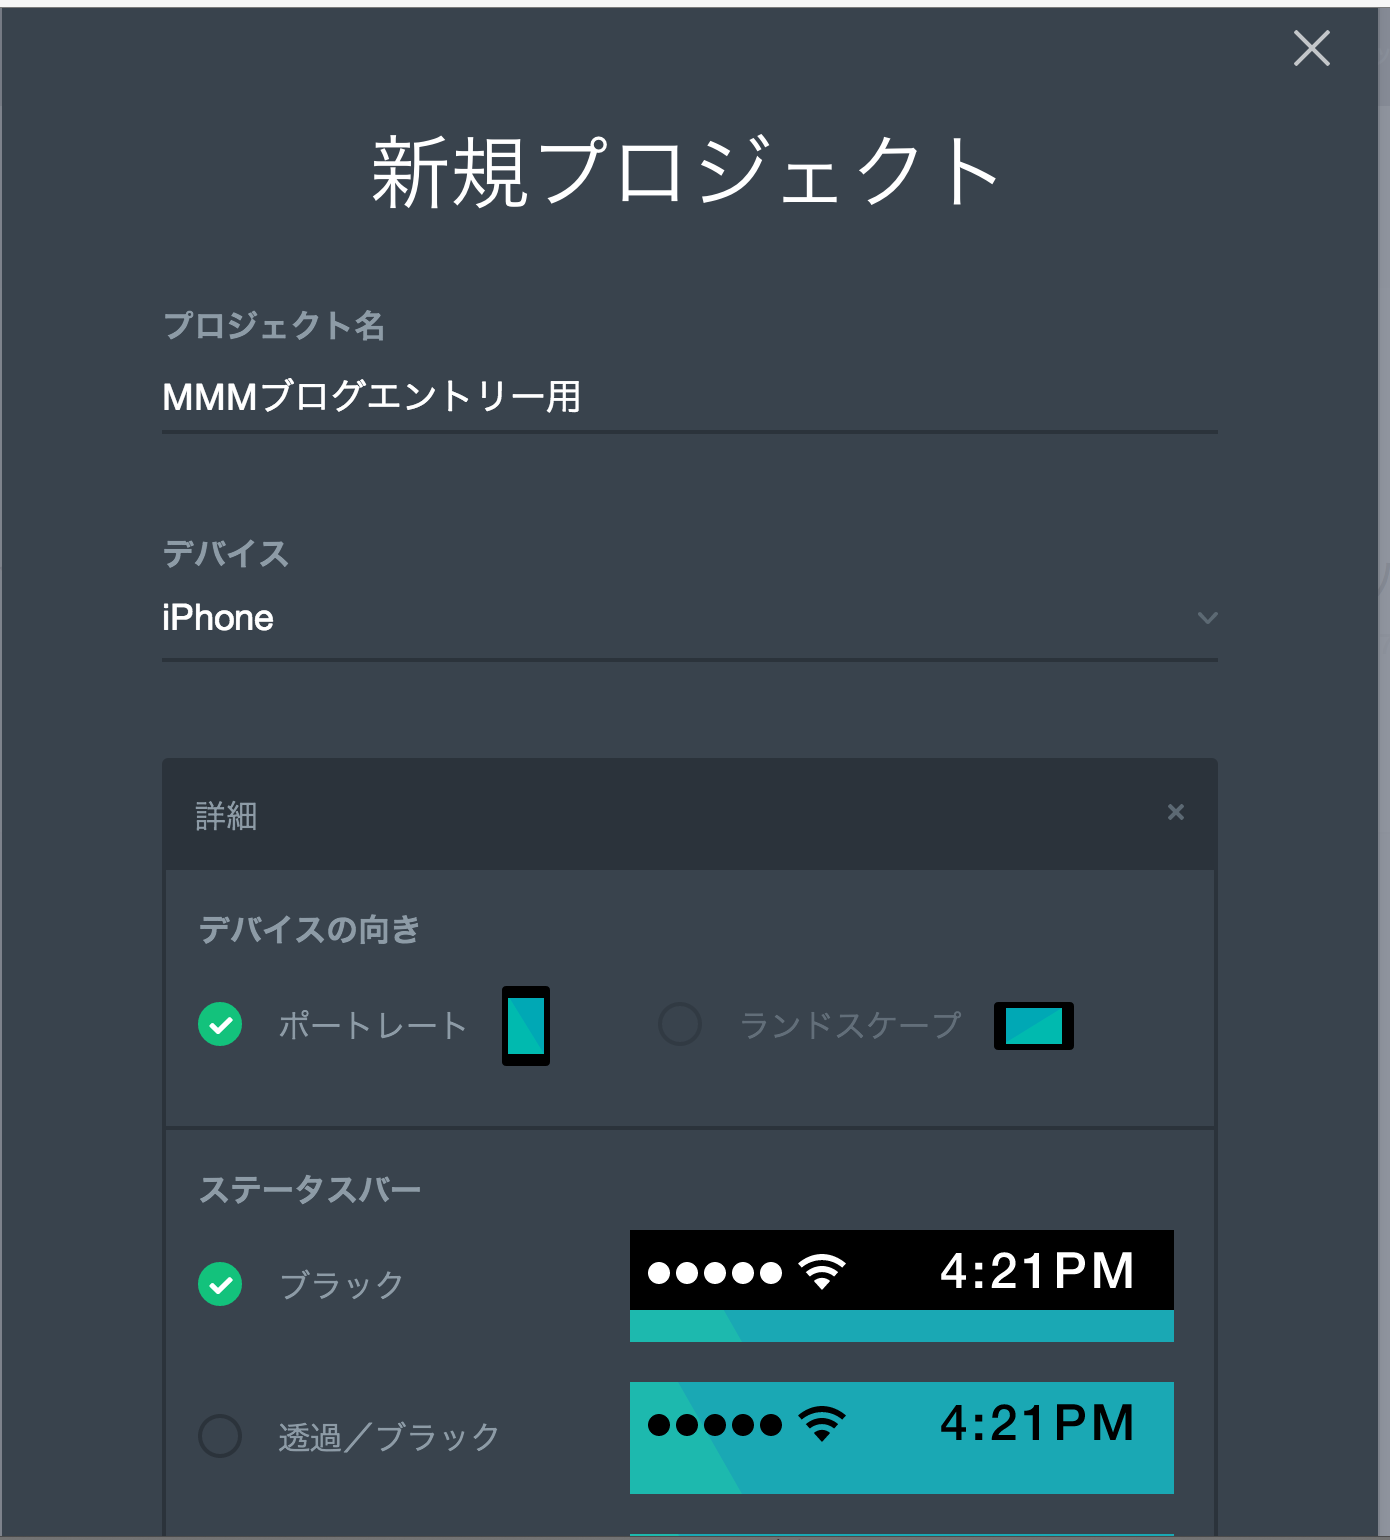 新規プロジェクト
プロジェクト名
MMMブログエントリー用
デバイス
iPhone
詳細
デバイスの向き
ポートレート ランドスケープ
ステータスバー
ブラック 4:21PM
透過／ブラック 4:21PM